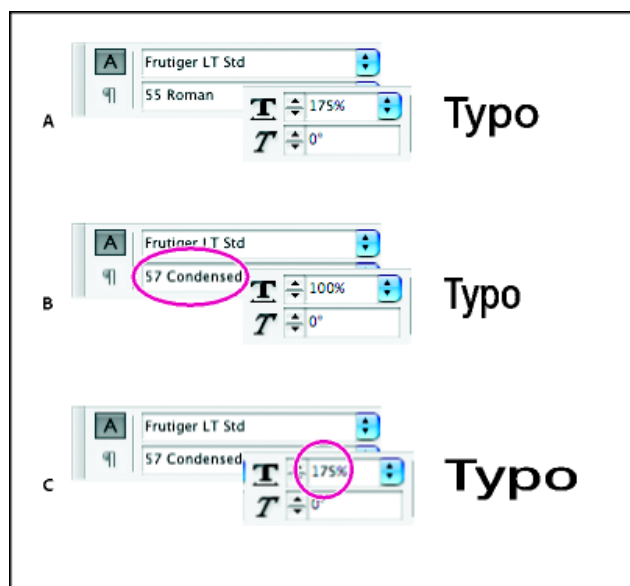 Frutiger LT Std
55 Roman
T 175%
T 0°
A
Typo
Frutiger LT Std
57 Condensed
T 100%
T 0°
B
Typo
Frutiger LT Std
57 Condensed
T 175%
T 0°
C
Typo